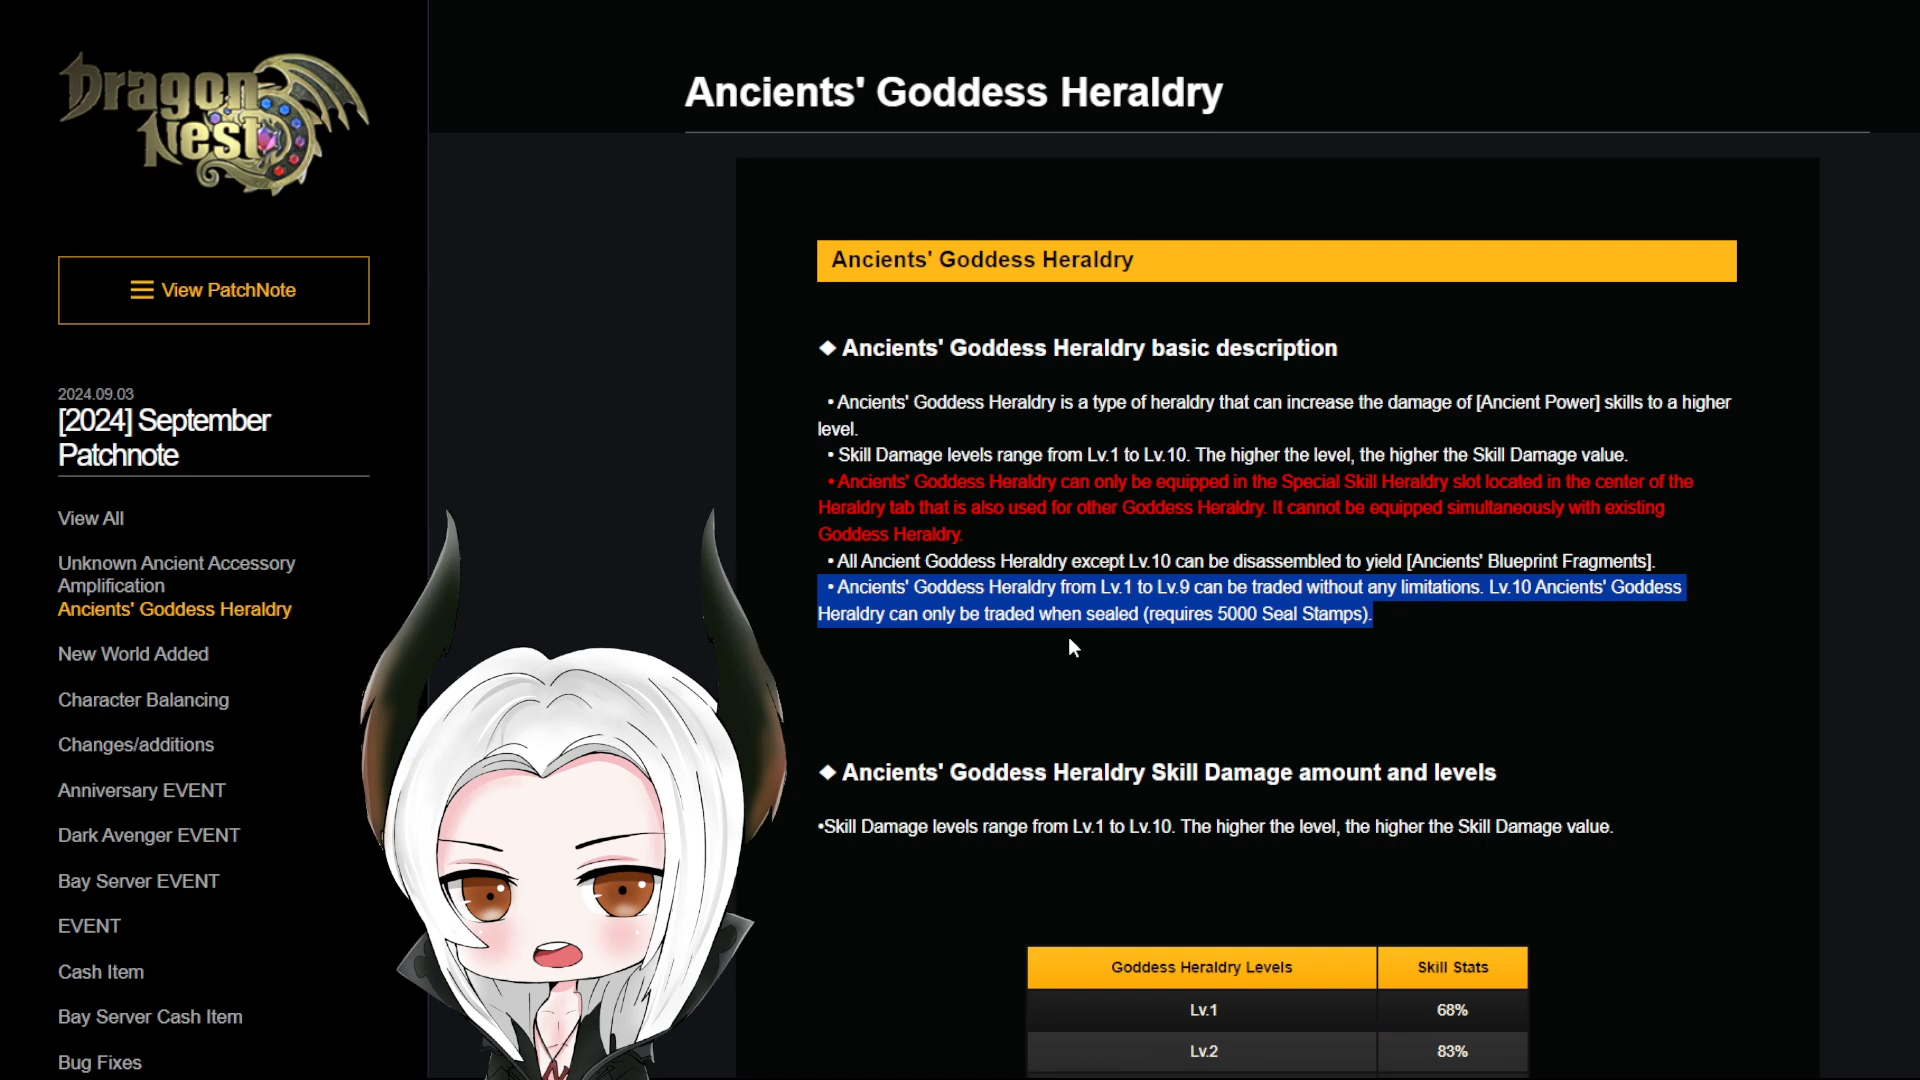 Dragon
Nest
View PatchNote
2024.09.03
[2024] September
Patchnote
View All
Unknown Ancient Accessory
Amplification
Ancients' Goddess Heraldry
New World Added
Character Balancing
Changes/additions
Anniversary EVENT
Dark Avenger EVENT
Bay Server EVENT
EVENT
Cash Item
Bay Server Cash Item
Bug Fixes
Ancients' Goddess Heraldry
Ancients' Goddess Heraldry
◆ Ancients' Goddess Heraldry basic description
• Ancients' Goddess Heraldry is a type of heraldry that can increase the damage of [Ancient Power] skills to a higher
level.
• Skill Damage levels range from Lv.1 to Lv.10. The higher the level, the higher the Skill Damage value.
• Ancients' Goddess Heraldry can only be equipped in the Special Skill Heraldry slot located in the center of the
Heraldry tab that is also used for other Goddess Heraldry. It cannot be equipped simultaneously with existing
Goddess Heraldry.
• All Ancient Goddess Heraldry except Lv.10 can be disassembled to yield [Ancients' Blueprint Fragments].
• Ancients' Goddess Heraldry from Lv.1 to Lv.9 can be traded without any limitations. Lv.10 Ancients' Goddess
Heraldry can only be traded when sealed (requires 5000 Seal Stamps).
◆ Ancients' Goddess Heraldry Skill Damage amount and levels
•Skill Damage levels range from Lv.1 to Lv.10. The higher the level, the higher the Skill Damage value.
Goddess Heraldry Levels Skill Stats
Lv.1 68%
Lv.2 83%